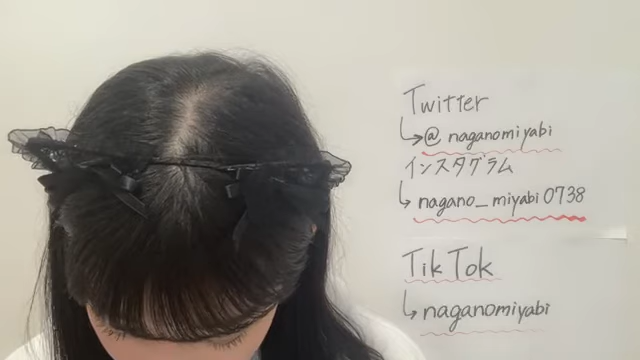 Twitter
↳@ naganomiyabi
インスタグラム
↳ nagano_miyabi0738
TikTok
↳ naganomiyabi